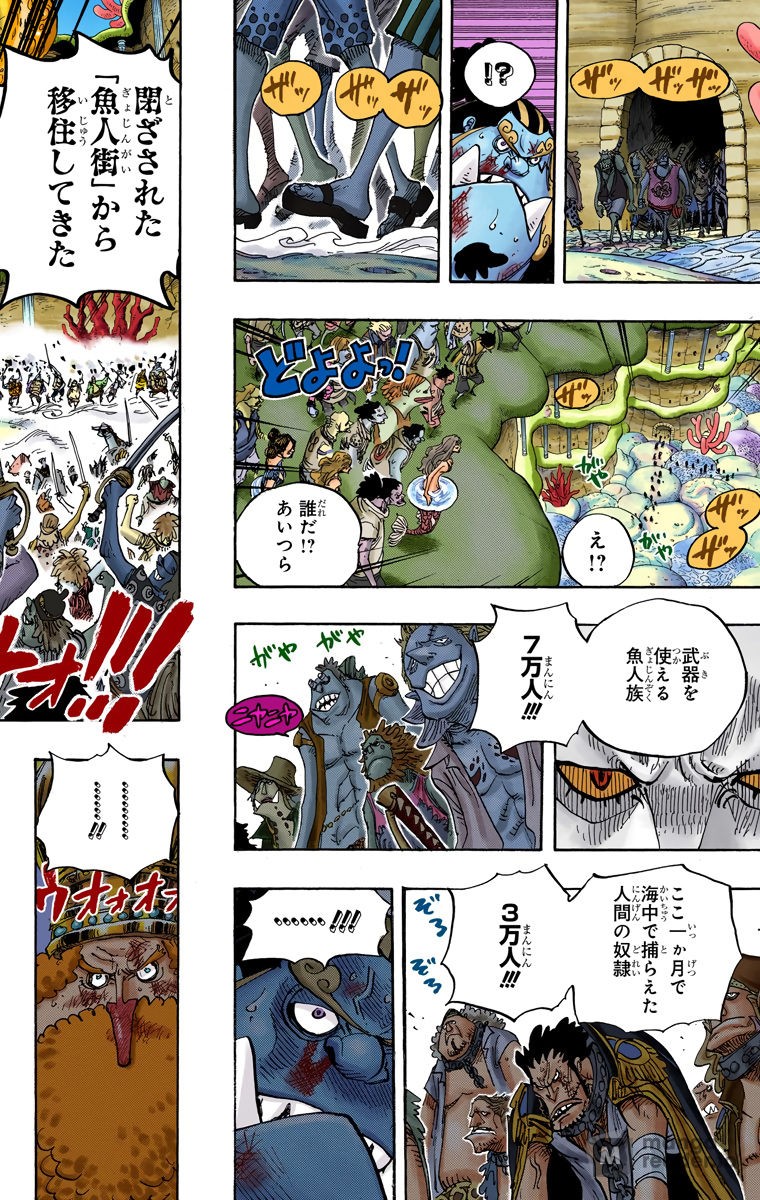 ザッ
ザッ
ザッ
!?
ザッ
ザッ
ザッ
ザッ
ザッ
ザッ
がや
がや
え!?
どよよっ!
誰だ!?
あいつら
武器を
使える
魚人族
7万人!!!
がや
がや
ニヤニヤ
ここ一か月で
海中で捕らえた
人間の奴隷
3万人!!!
ぞろ
ぞろ
……!!!
閉ざされた
「魚人街」から
移住してきた
ウオォオオ
………
………!!